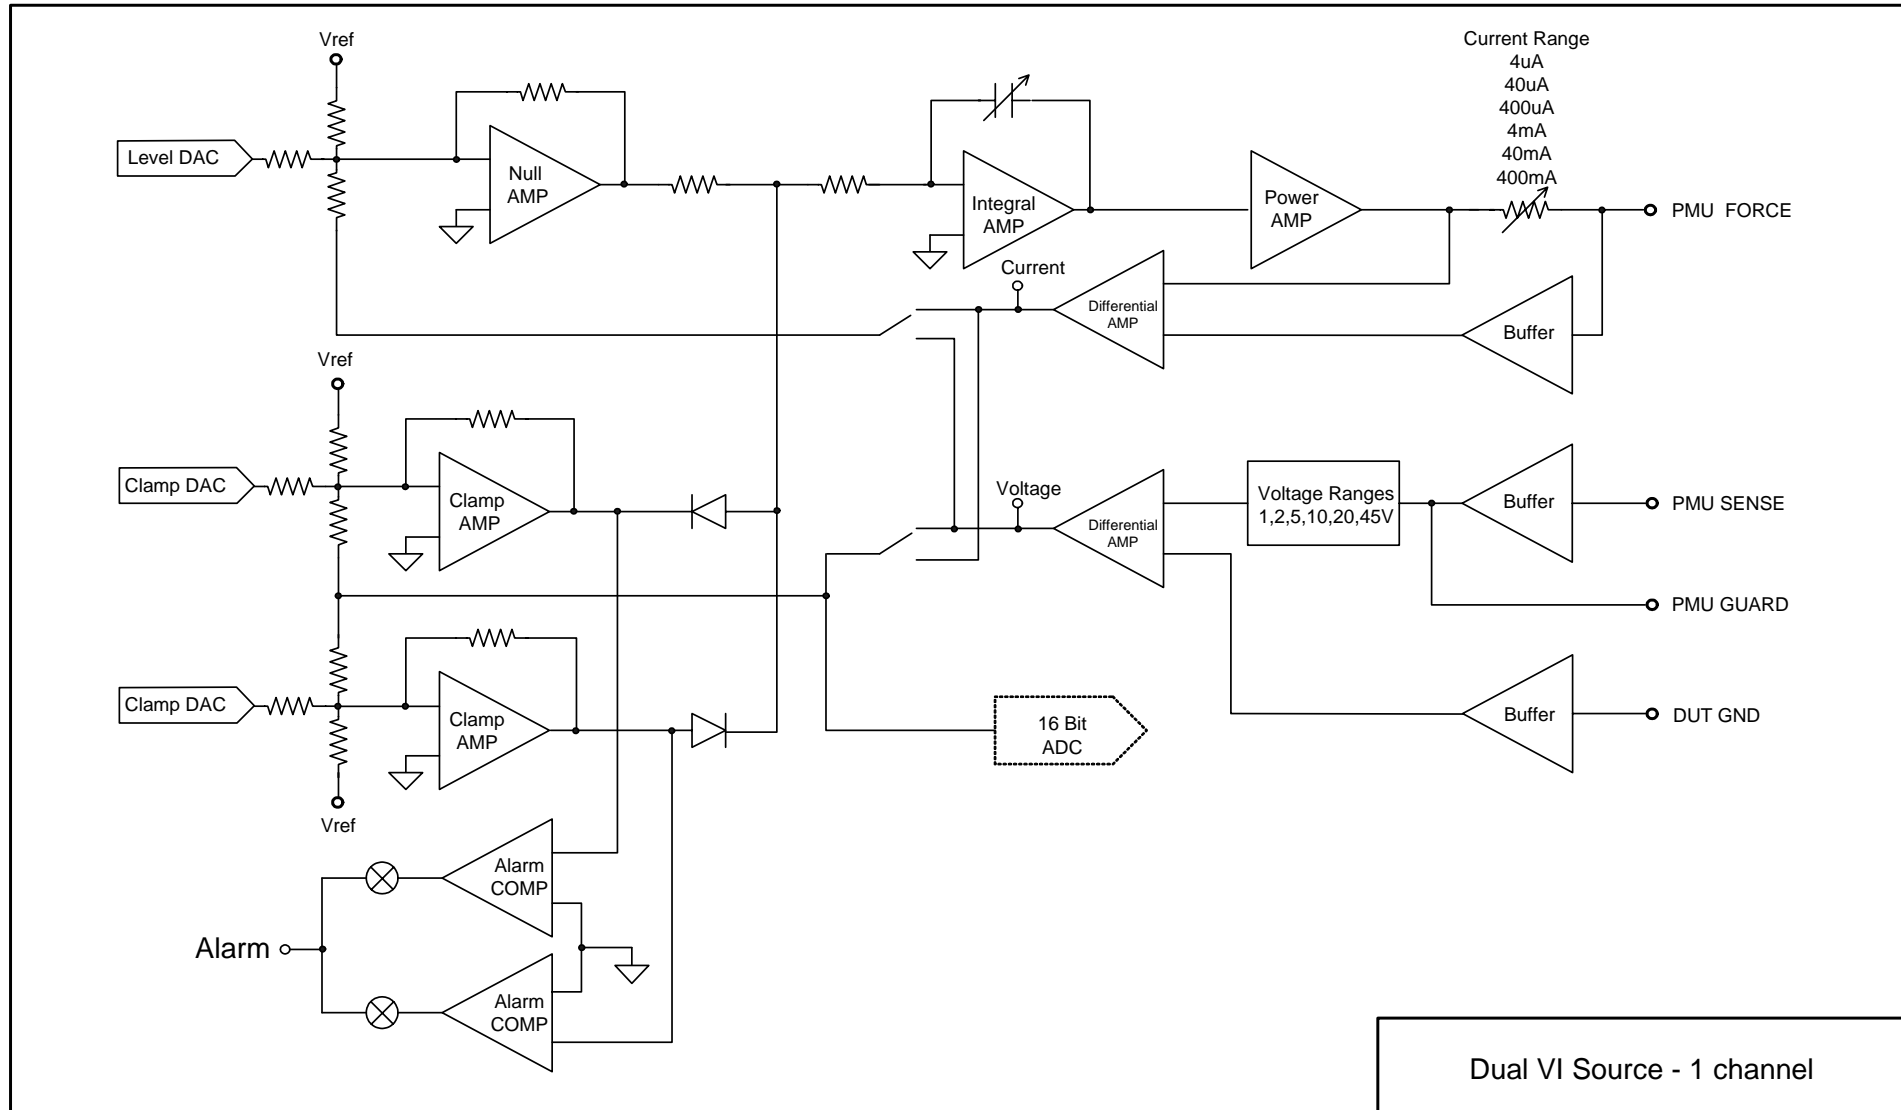 Vref
Current Range
4uA
40uA
400uA
4mA
40mA
400mA
Level DAC
Null
AMP
Integral
AMP
Power
AMP
PMU FORCE
Current
Differential
AMP
Buffer
Vref
Clamp DAC
Clamp
AMP
Voltage
Differential
AMP
Voltage Ranges
1,2,5,10,20,45V
Buffer
PMU SENSE
PMU GUARD
Clamp DAC
Clamp
AMP
16 Bit
ADC
Buffer
DUT GND
Vref
Alarm
COMP
Alarm
Alarm
COMP
Dual VI Source - 1 channel